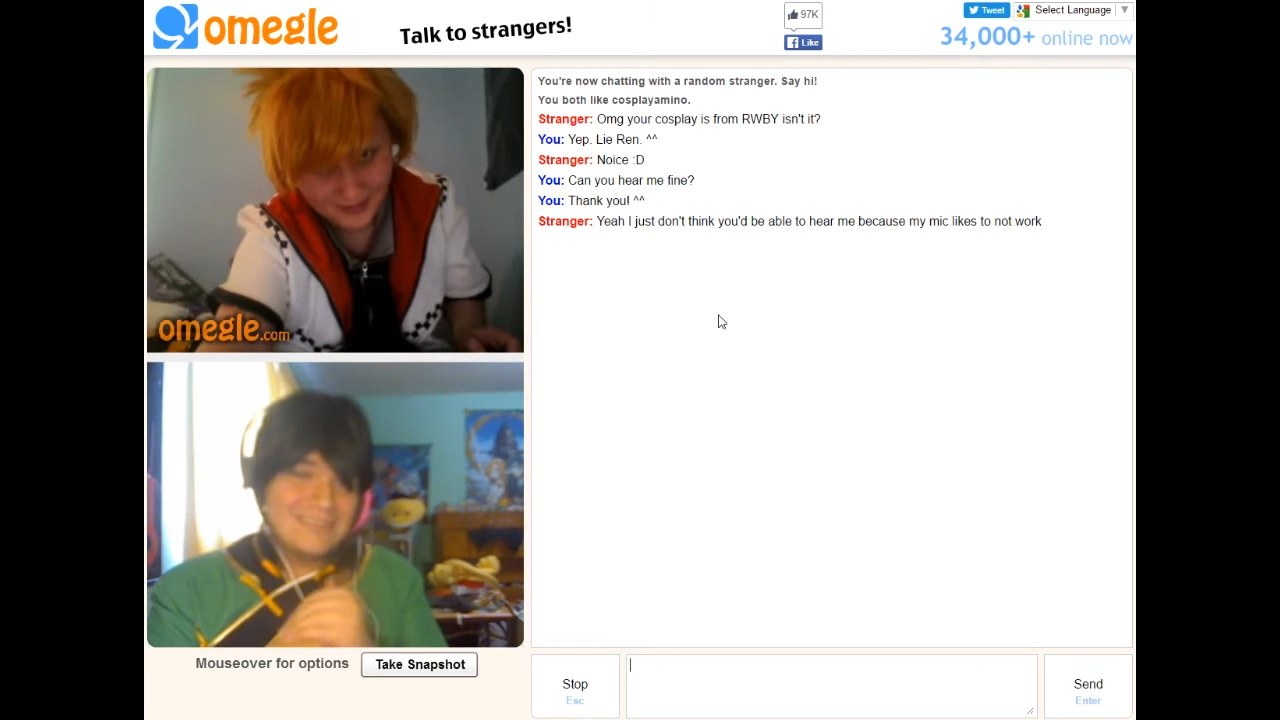 omegle
Talk to strangers!
97K
Like
Tweet
Select Language
34,000+ online now
You're now chatting with a random stranger. Say hi!
You both like cosplayamino.
Stranger: Omg your cosplay is from RWBY isn't it?
You: Yep. Lie Ren. ^^
Stranger: Noice :D
You: Can you hear me fine?
You: Thank you! ^^
Stranger: Yeah I just don't think you'd be able to hear me because my mic likes to not work
omegle.com
Mouseover for options
Take Snapshot
Stop
Esc
Send
Enter